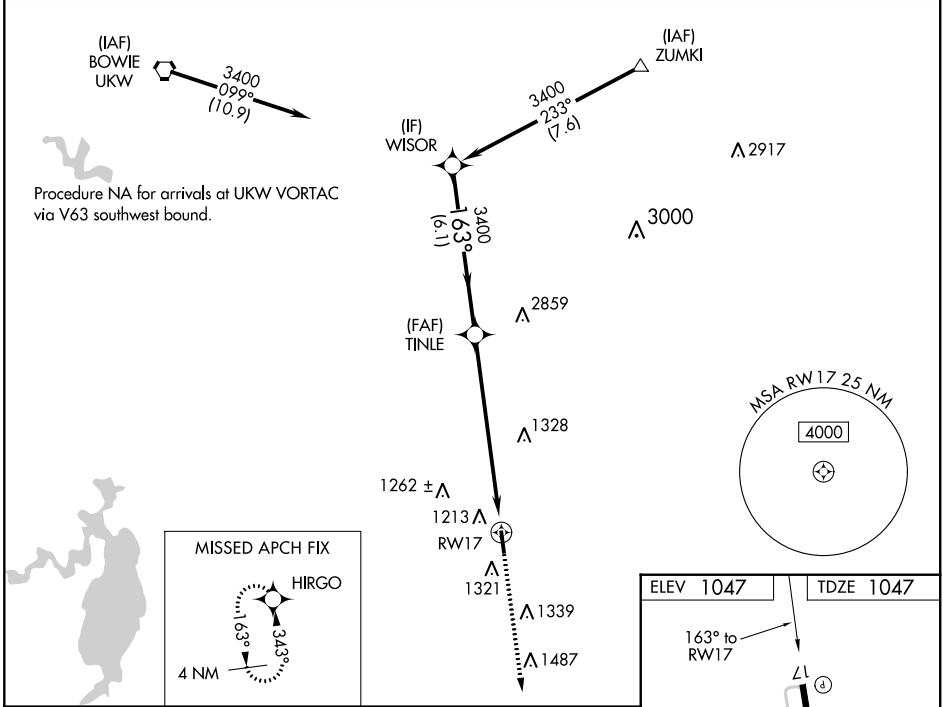 (IAF)
BOWIE
UKW
3400
099°
(10.9)
(IAF)
ZUMKI
3400
233°
(7.6)
(IF)
WISOR
2917
Procedure NA for arrivals at UKW VORTAC
via V63 southwest bound.
3400
163°
(6.1)
3000
2859
(FAF)
TINLE
MSA RW17 25 NM
4000
1328
1262 ±
1213
RW17
1321
1339
1487
MISSED APCH FIX
HIRGO
163°
343°
4 NM
ELEV 1047
TDZE 1047
163° to
RW17
17
P